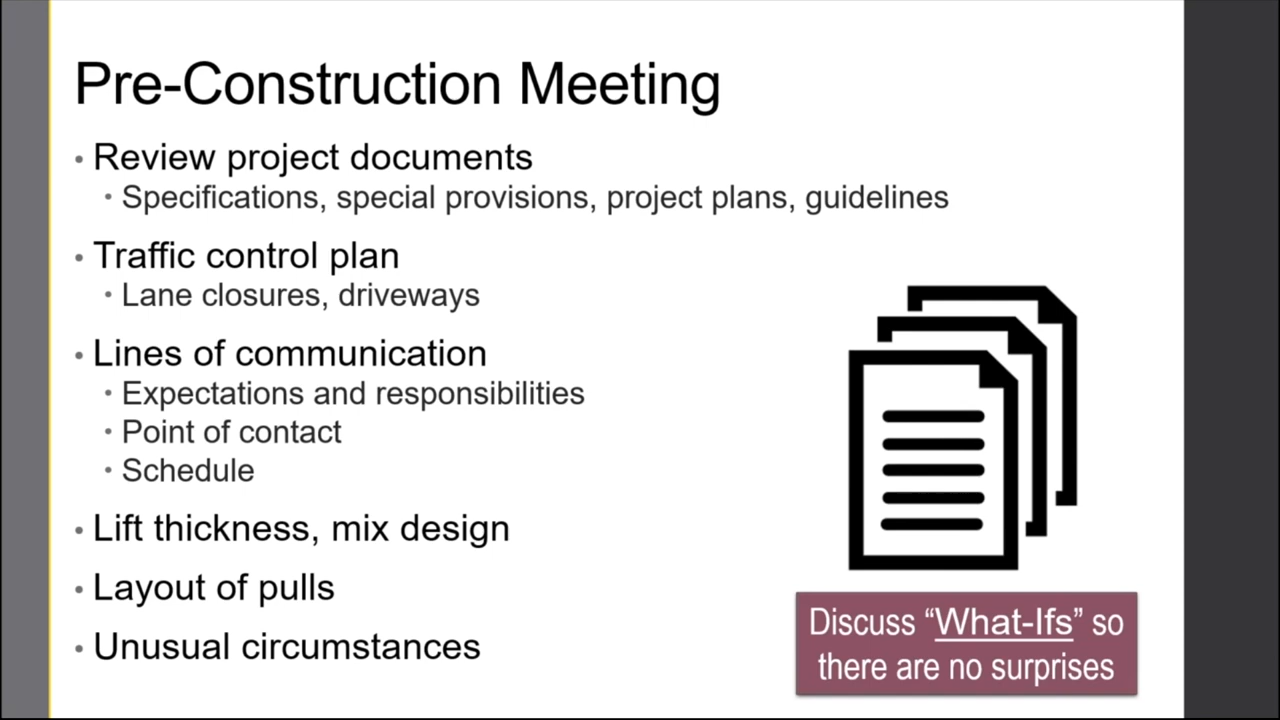 Pre-Construction Meeting
• Review project documents
• Specifications, special provisions, project plans, guidelines
• Traffic control plan
• Lane closures, driveways
• Lines of communication
• Expectations and responsibilities
• Point of contact
• Schedule
• Lift thickness, mix design
• Layout of pulls
• Unusual circumstances
Discuss “What-Ifs” so
there are no surprises